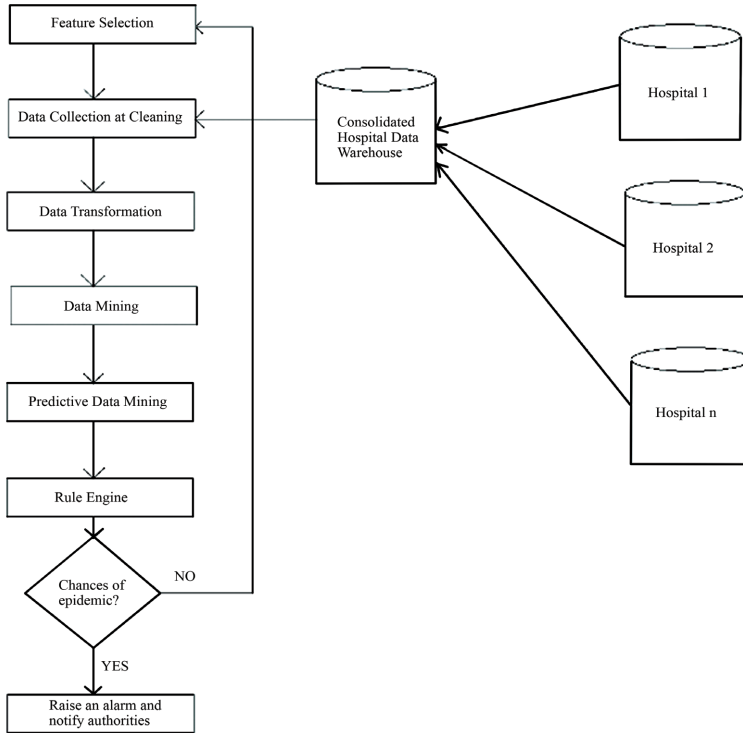 Feature Selection
Data Collection at Cleaning
Data Transformation
Data Mining
Predictive Data Mining
Rule Engine
Chances of
epidemic?
NO
YES
Raise an alarm and
notify authorities
Consolidated
Hospital Data
Warehouse
Hospital 1
Hospital 2
Hospital n